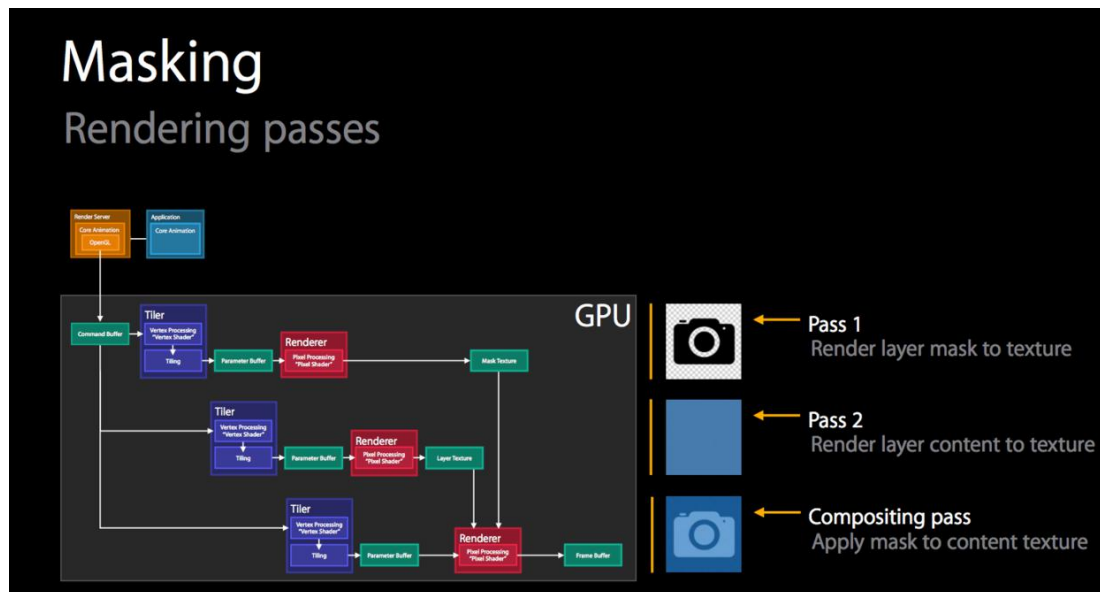 Masking
Rendering passes
Render Server
Core Animation
OpenGL
Application
Core Animation
GPU
Command Buffer
Tiler
Vertex Processing
"Vertex Shader"
Tiling
Parameter Buffer
Renderer
Pixel Processing
"Pixel Shader"
Mask Texture
Tiler
Vertex Processing
"Vertex Shader"
Tiling
Parameter Buffer
Renderer
Pixel Processing
"Pixel Shader"
Layer Texture
Tiler
Vertex Processing
"Vertex Shader"
Tiling
Parameter Buffer
Renderer
Pixel Processing
"Pixel Shader"
Frame Buffer
Pass 1
Render layer mask to texture
Pass 2
Render layer content to texture
Compositing pass
Apply mask to content texture